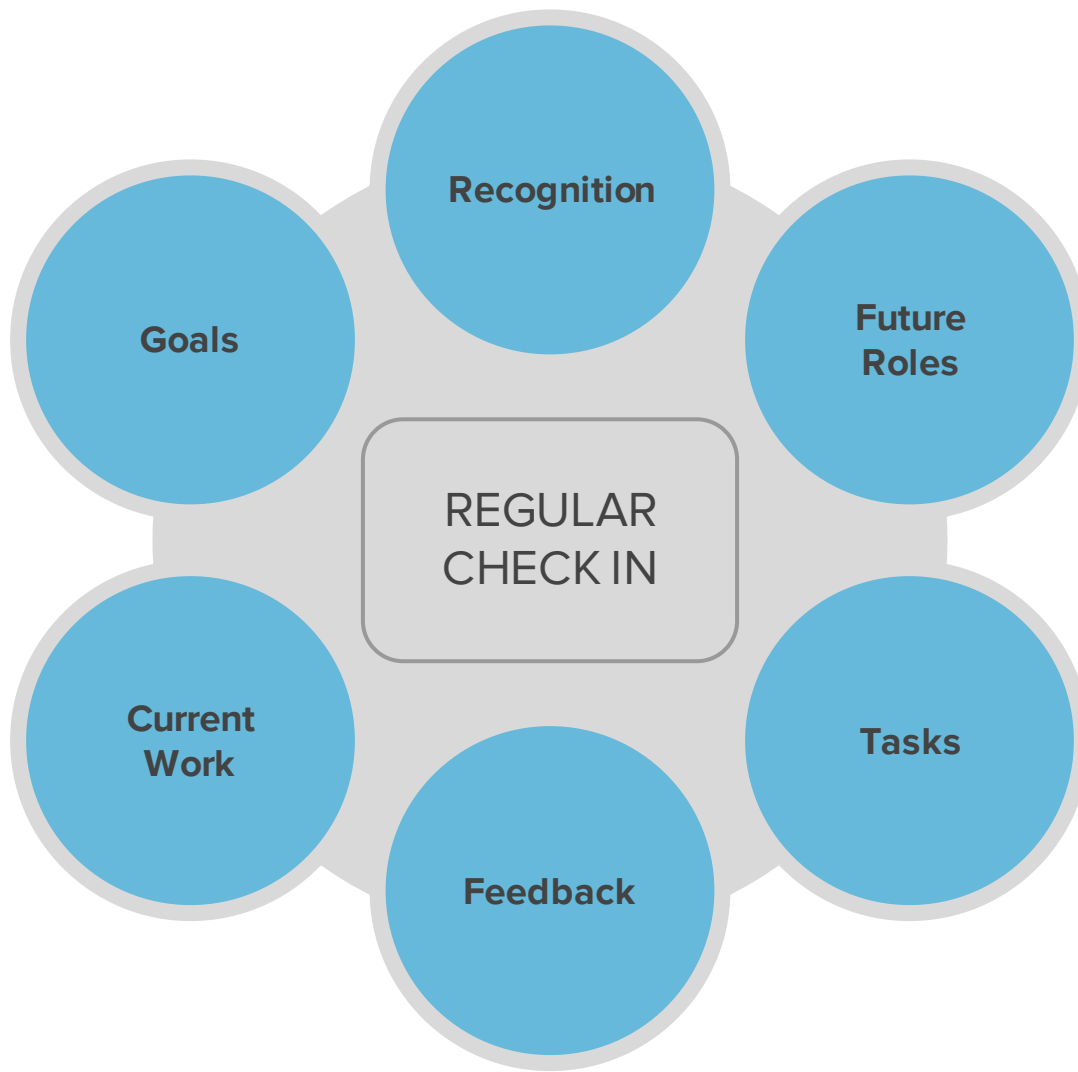 Recognition
Goals
Future
Roles
REGULAR
CHECK IN
Current
Work
Tasks
Feedback